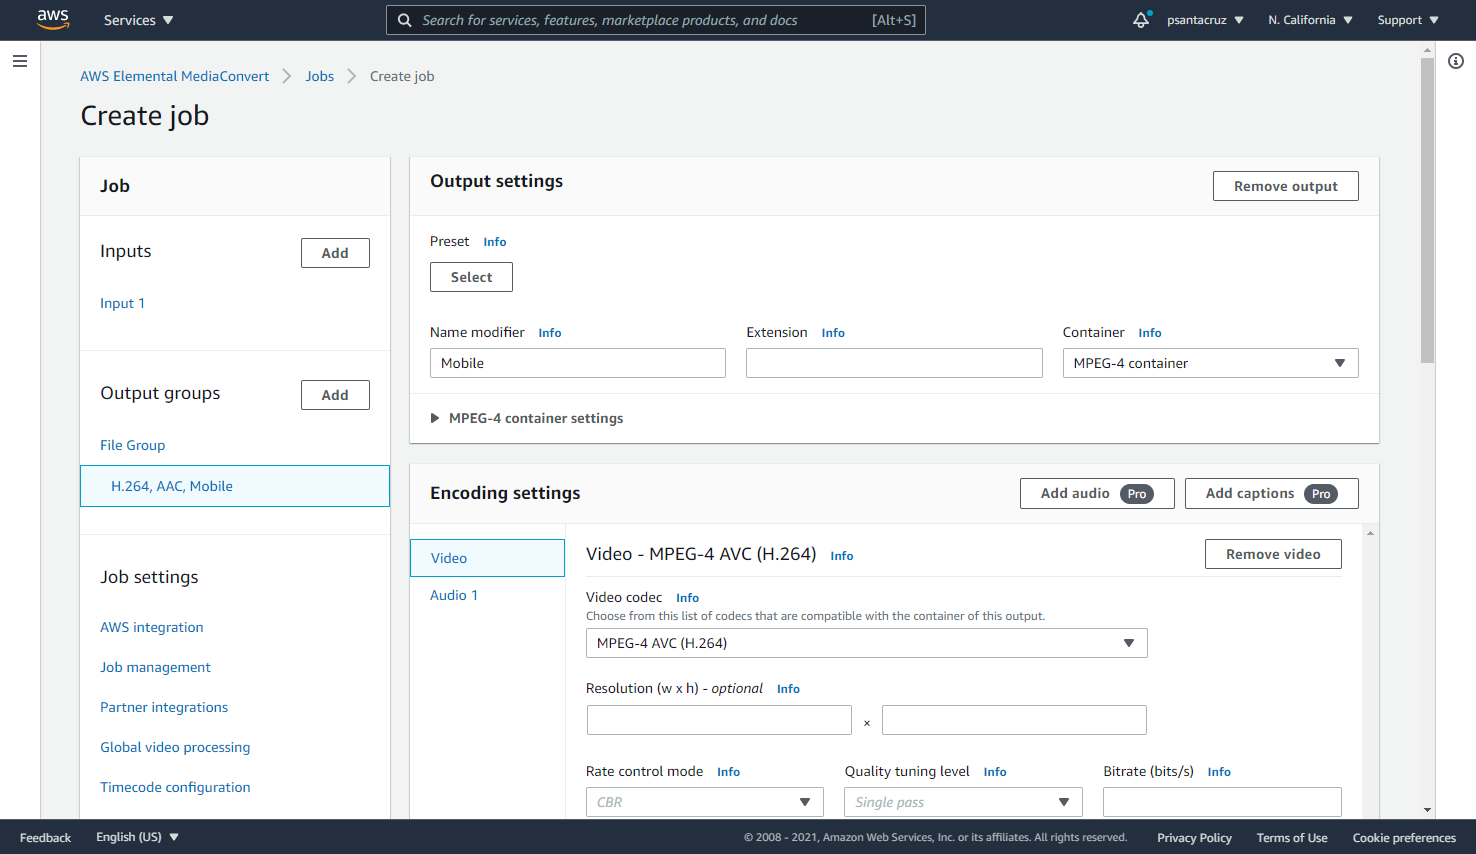 aws Services Search for services, features, marketplace products, and docs [Alt+S] psantacruz N. California Support
AWS Elemental MediaConvert Jobs Create job
Create job
Job
Inputs Add
Input 1
Output groups Add
File Group
H.264, AAC, Mobile
Job settings
AWS integration
Job management
Partner integrations
Global video processing
Timecode configuration
Output settings Remove output
Preset Info
Select
Name modifier Info Extension Info Container Info
Mobile MPEG-4 container
MPEG-4 container settings
Encoding settings Add audio Pro Add captions Pro
Video
Audio 1
Video - MPEG-4 AVC (H.264) Info Remove video
Video codec Info
Choose from this list of codecs that are compatible with the container of this output.
MPEG-4 AVC (H.264)
Resolution (w x h) - optional Info
×
Rate control mode Info Quality tuning level Info Bitrate (bits/s) Info
CBR Single pass
Feedback English (US) © 2008 - 2021, Amazon Web Services, Inc. or its affiliates. All rights reserved. Privacy Policy Terms of Use Cookie preferences